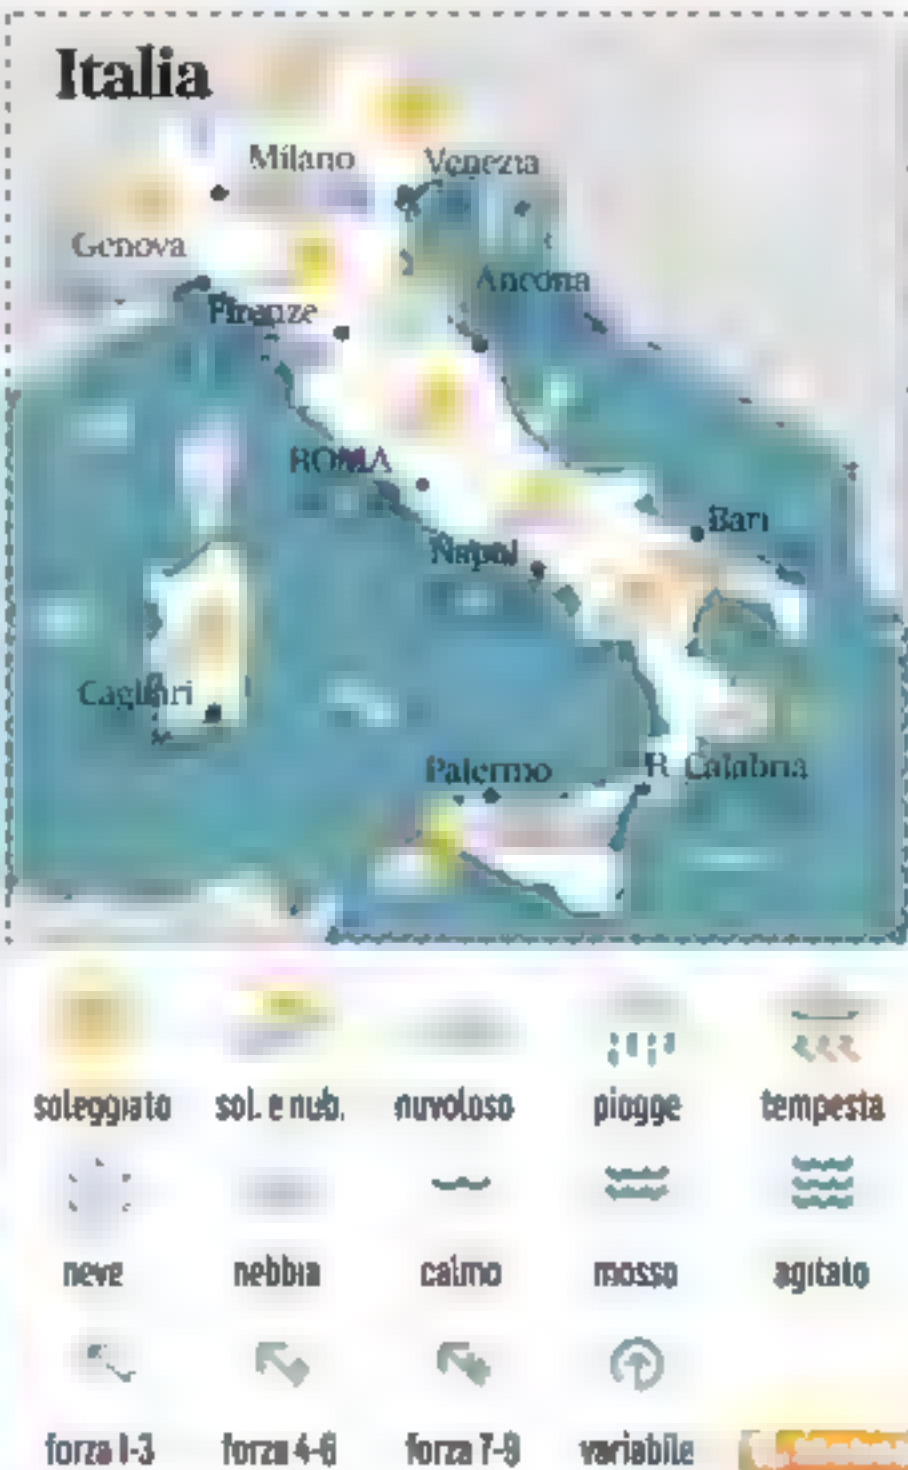 Italia
Milano
Venezia
Genova
Ancona
Firenze
ROMA
Bari
Napoli
Cagliari
Palermo
R. Calabria
soleggiato sol. e nub. nuvoloso piogge tempesta
neve nebbia calmo mosso agitato
forza 1-3 forza 4-6 forza 7-9 variabile